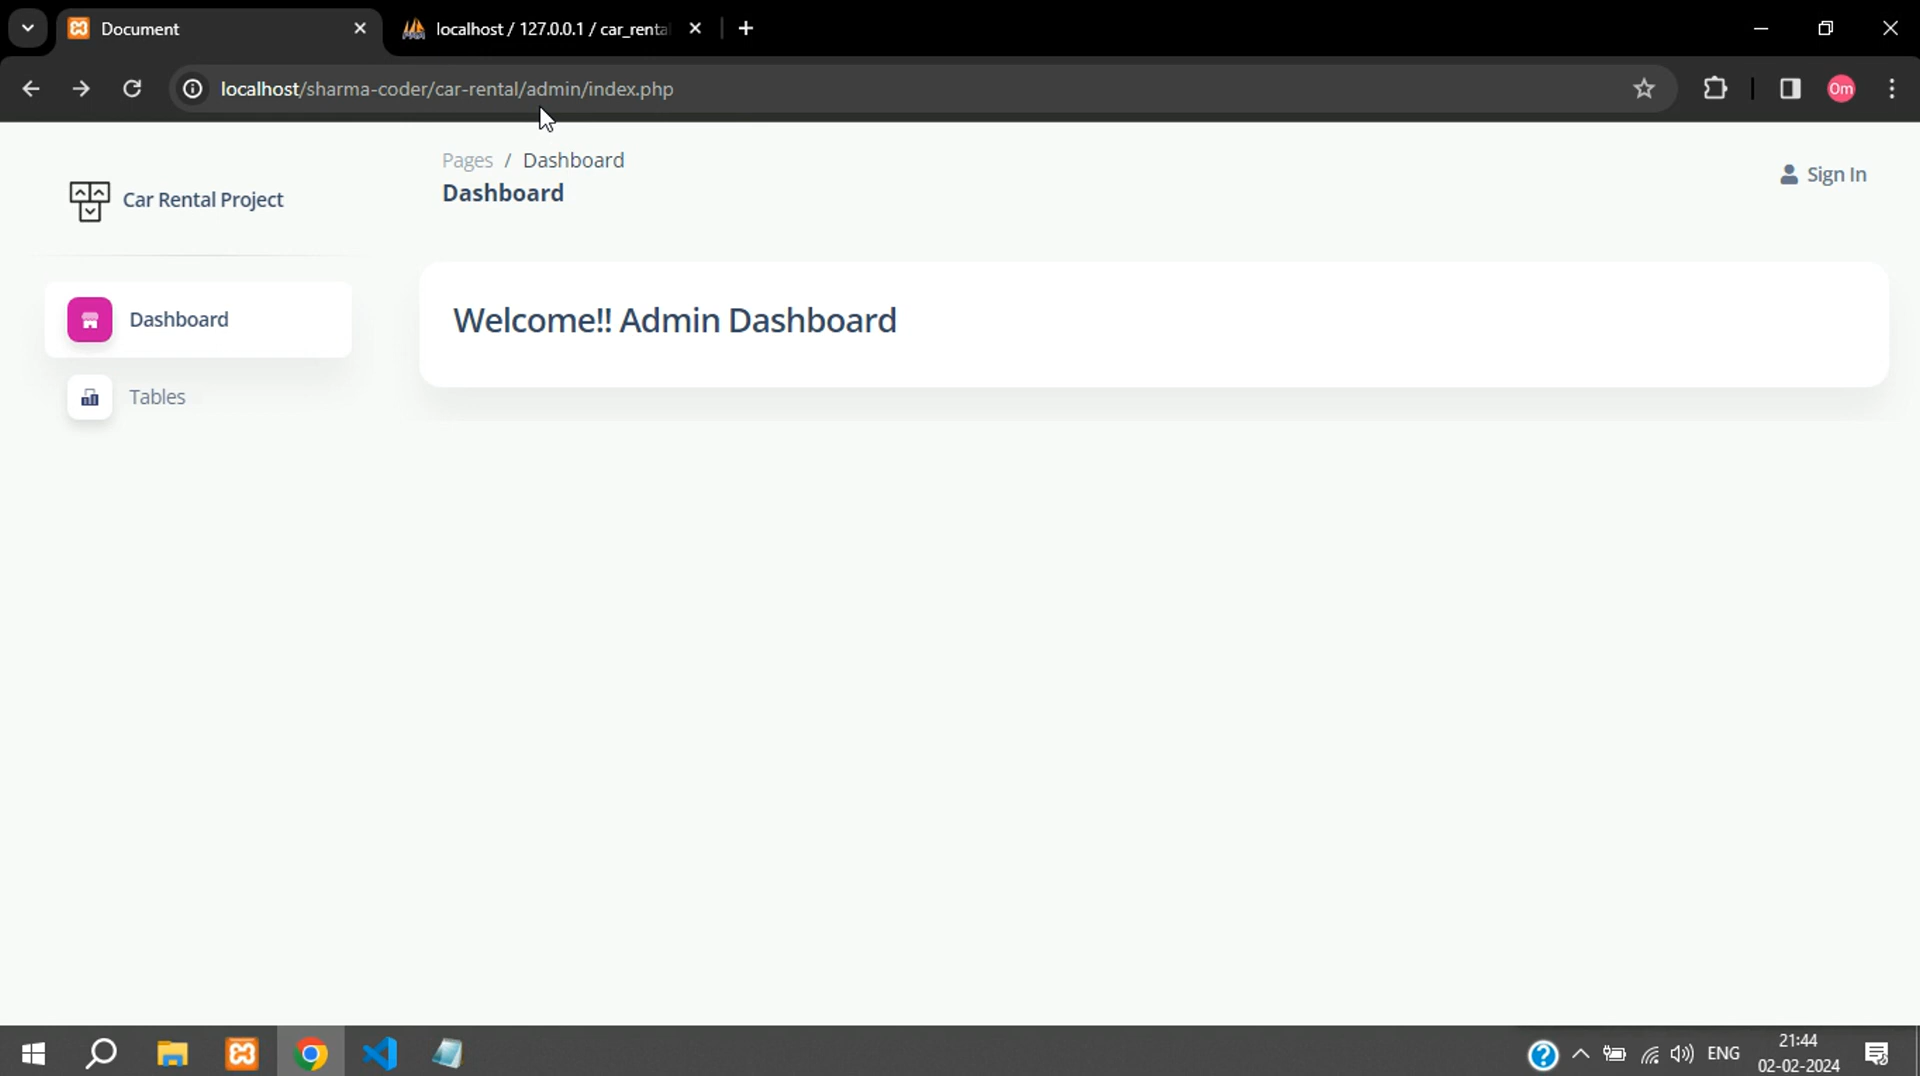 Document
localhost / 127.0.0.1 / car_renta
localhost/sharma-coder/car-rental/admin/index.php
Om
Pages / Dashboard
Dashboard
Sign In
Car Rental Project
Dashboard
Tables
Welcome!! Admin Dashboard
ENG
21:44
02-02-2024